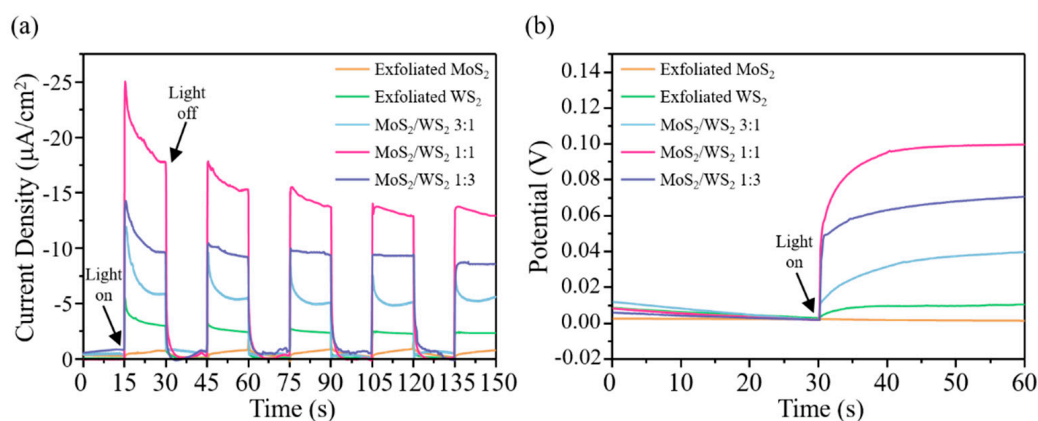 (a)
Current Density (μA/cm²)
-25
-20
-15
-10
-5
0
Light
on
Light
off
Exfoliated MoS₂
Exfoliated WS₂
MoS₂/WS₂ 3:1
MoS₂/WS₂ 1:1
MoS₂/WS₂ 1:3
0 15 30 45 60 75 90 105 120 135 150
Time (s)
(b)
Potential (V)
0.14
0.12
0.10
0.08
0.06
0.04
0.02
0.00
-0.02
Exfoliated MoS₂
Exfoliated WS₂
MoS₂/WS₂ 3:1
MoS₂/WS₂ 1:1
MoS₂/WS₂ 1:3
Light
on
0 10 20 30 40 50 60
Time (s)